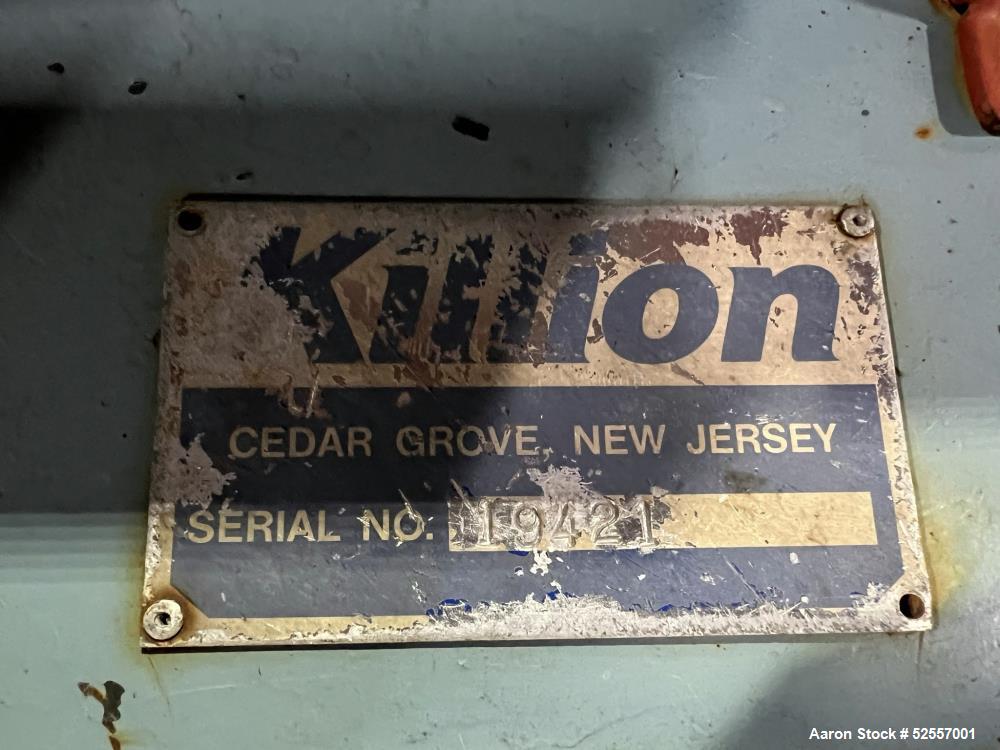 Killion
CEDAR GROVE, NEW JERSEY
SERIAL NO. 19421
Aaron Stock # 52557001